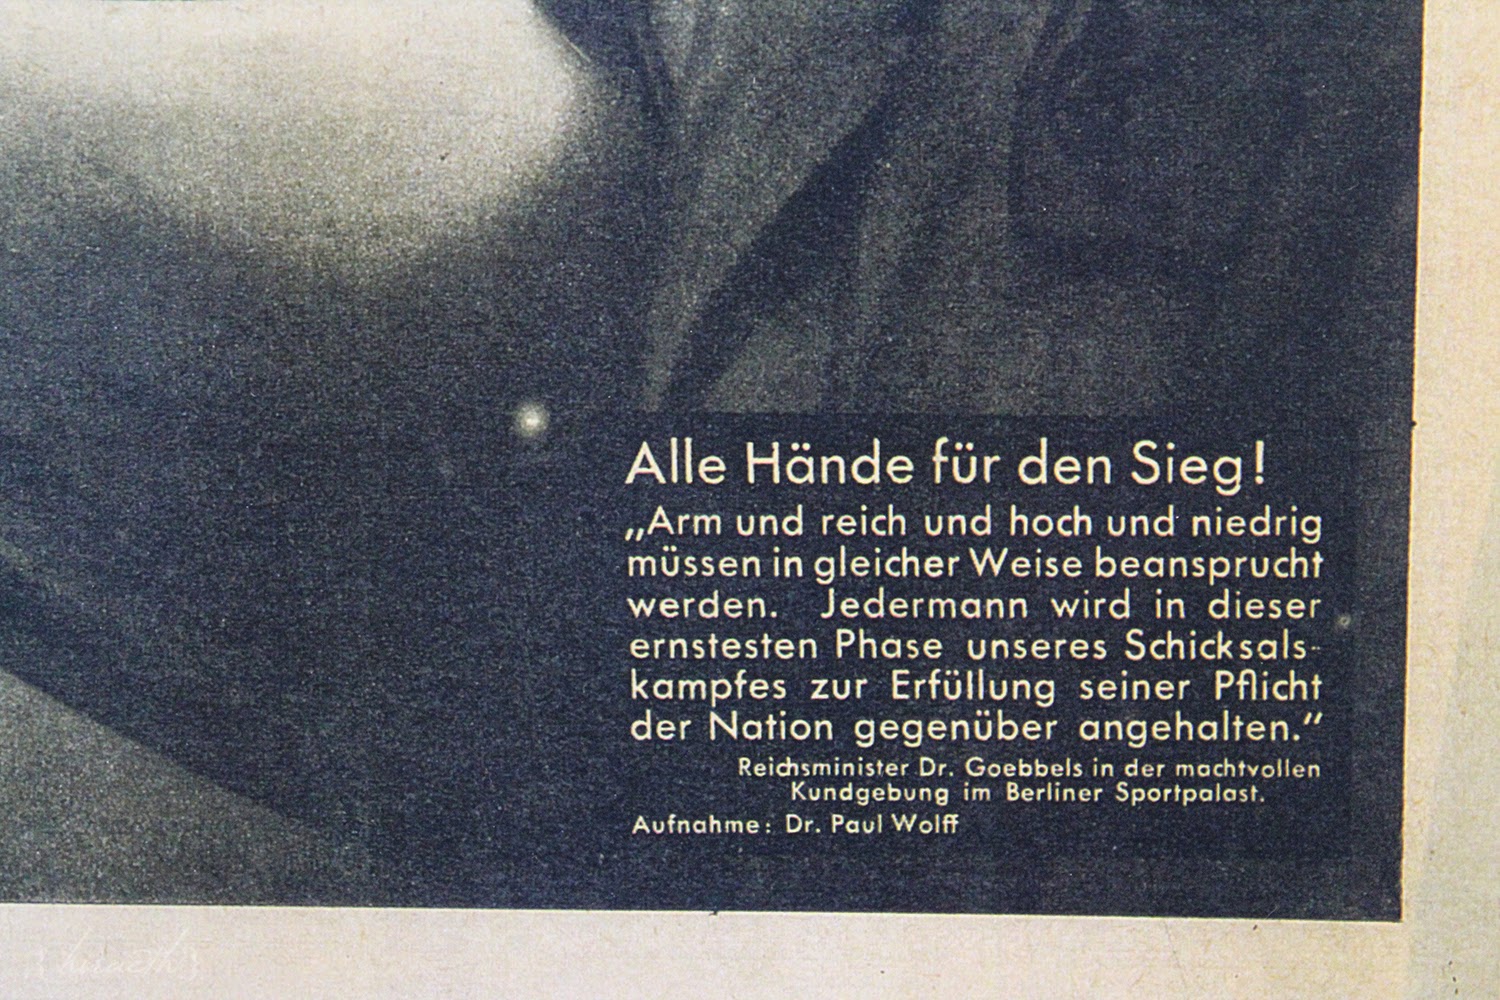 Alle Hände für den Sieg!
„Arm und reich und hoch und niedrig
müssen in gleicher Weise beansprucht
werden. Jedermann wird in dieser
ernstesten Phase unseres Schicksals-
kampfes zur Erfüllung seiner Pflicht
der Nation gegenüber angehalten.“
Reichsminister Dr. Goebbels in der machtvollen
Kundgebung im Berliner Sportpalast.
Aufnahme: Dr. Paul Wolff